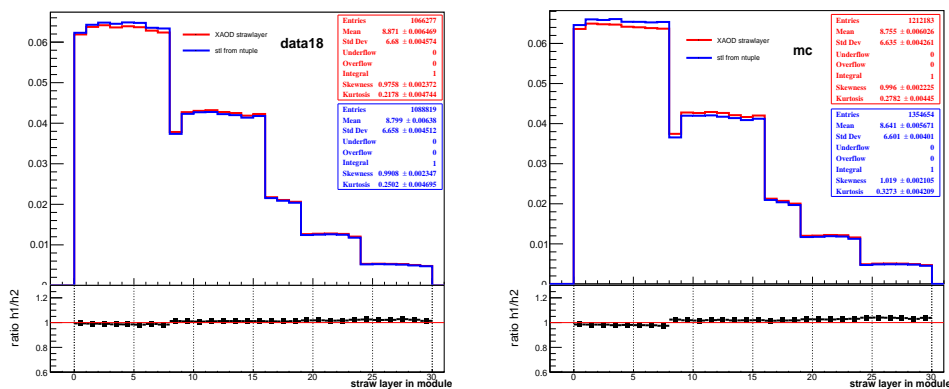 Entries 1066277
Mean 8.871 ± 0.006469
Std Dev 6.68 ± 0.004574
Underflow 0
Overflow 0
Integral 1
Skewness 0.9758 ± 0.002372
Kurtosis 0.2178 ± 0.004744
Entries 1088819
Mean 8.799 ± 0.00638
Std Dev 6.658 ± 0.004512
Underflow 0
Overflow 0
Integral 1
Skewness 0.9908 ± 0.002347
Kurtosis 0.2502 ± 0.004695
XAOD strawlayer
stl from ntuple
data18
0.06
0.05
0.04
0.03
0.02
0.01
0
ratio h1/h2
1.2
1
0.8
0.6
0 5 10 15 20 25 30
straw layer in module
Entries 1212183
Mean 8.755 ± 0.006026
Std Dev 6.635 ± 0.004261
Underflow 0
Overflow 0
Integral 1
Skewness 0.996 ± 0.002225
Kurtosis 0.2782 ± 0.00445
Entries 1354654
Mean 8.641 ± 0.005671
Std Dev 6.601 ± 0.00401
Underflow 0
Overflow 0
Integral 1
Skewness 1.019 ± 0.002105
Kurtosis 0.3273 ± 0.004209
XAOD strawlayer
stl from ntuple
mc
0.06
0.05
0.04
0.03
0.02
0.01
0
ratio h1/h2
1.2
1
0.8
0.6
0 5 10 15 20 25 30
straw layer in module